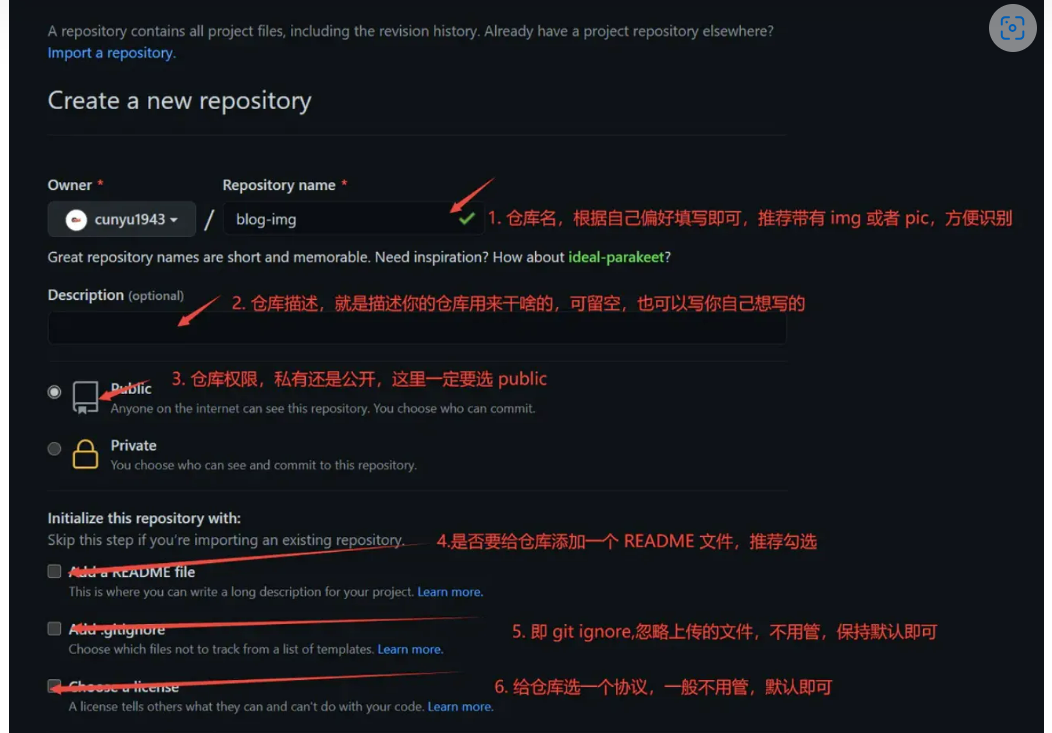 A repository contains all project files, including the revision history. Already have a project repository elsewhere?
Import a repository.
Create a new repository
Owner *
Repository name *
cunyu1943
/
blog-img
1. 仓库名，根据自己偏好填写即可，推荐带有 img 或者 pic，方便识别
Great repository names are short and memorable. Need inspiration? How about ideal-parakeet?
Description (optional)
2. 仓库描述，就是描述你的仓库用来干啥的，可留空，也可以写你自己想写的
Public
3. 仓库权限，私有还是公开，这里一定要选 public
Anyone on the internet can see this repository. You choose who can commit.
Private
You choose who can see and commit to this repository.
Initialize this repository with:
Skip this step if you're importing an existing repository.
4.是否要给仓库添加一个 README 文件，推荐勾选
Add a README file
This is where you can write a long description for your project. Learn more.
Add .gitignore
5. 即 git ignore,忽略上传的文件，不用管，保持默认即可
Choose which files not to track from a list of templates. Learn more.
Choose a license
6. 给仓库选一个协议，一般不用管，默认即可
A license tells others what they can and can't do with your code. Learn more.